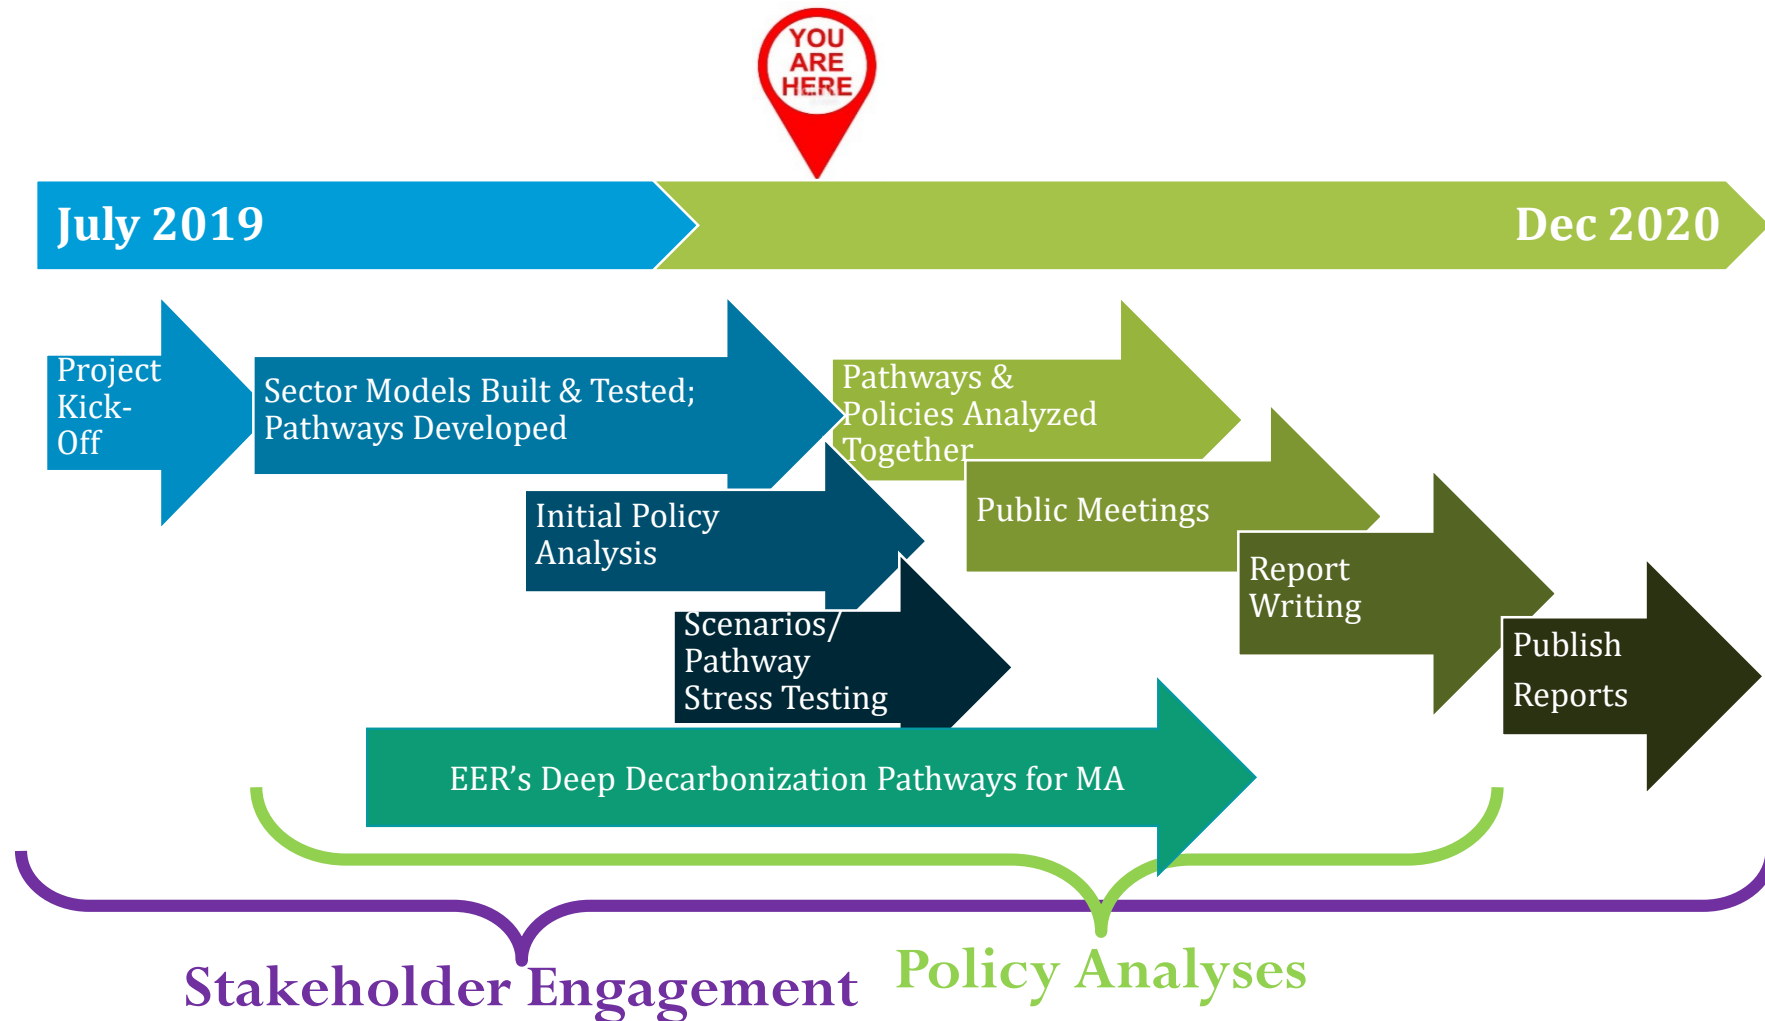 YOU
ARE
HERE
July 2019
Dec 2020
Project
Kick-
Off
Sector Models Built & Tested;
Pathways Developed
Pathways &
Policies Analyzed
Together
Initial Policy
Analysis
Public Meetings
Scenarios/
Pathway
Stress Testing
Report
Writing
Publish
Reports
EER’s Deep Decarbonization Pathways for MA
Stakeholder Engagement
Policy Analyses